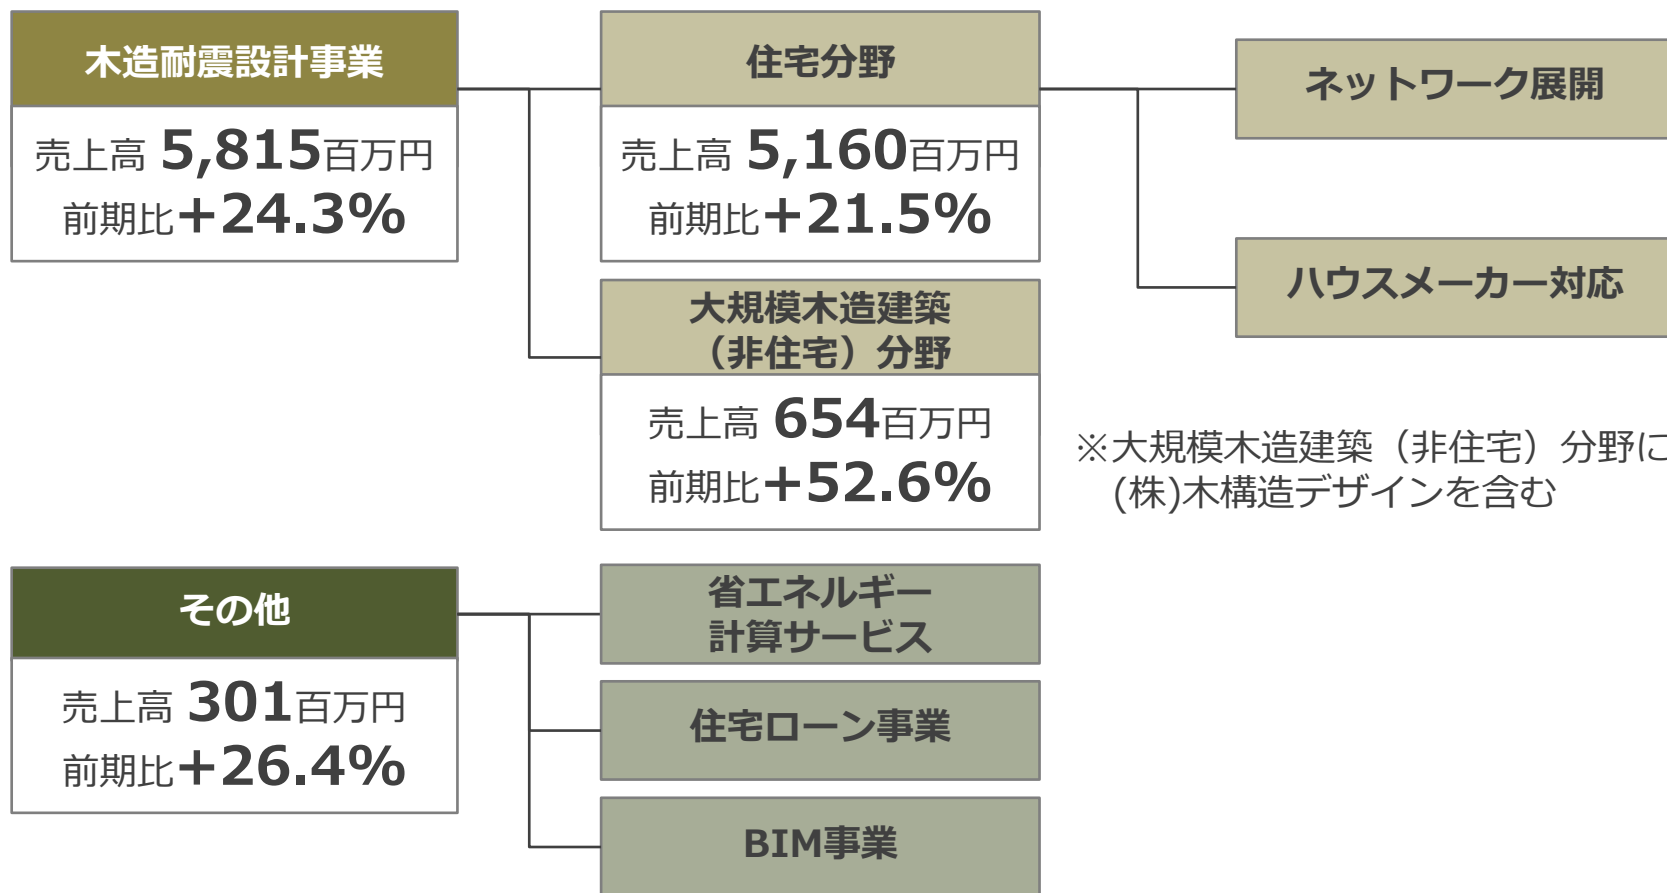 木造耐震設計事業
売上高 5,815百万円
前期比+24.3%
住宅分野
売上高 5,160百万円
前期比+21.5%
ネットワーク展開
ハウスメーカー対応
大規模木造建築
（非住宅）分野
売上高 654百万円
前期比+52.6%
※大規模木造建築（非住宅）分野に
(株)木構造デザインを含む
その他
売上高 301百万円
前期比+26.4%
省エネルギー
計算サービス
住宅ローン事業
BIM事業